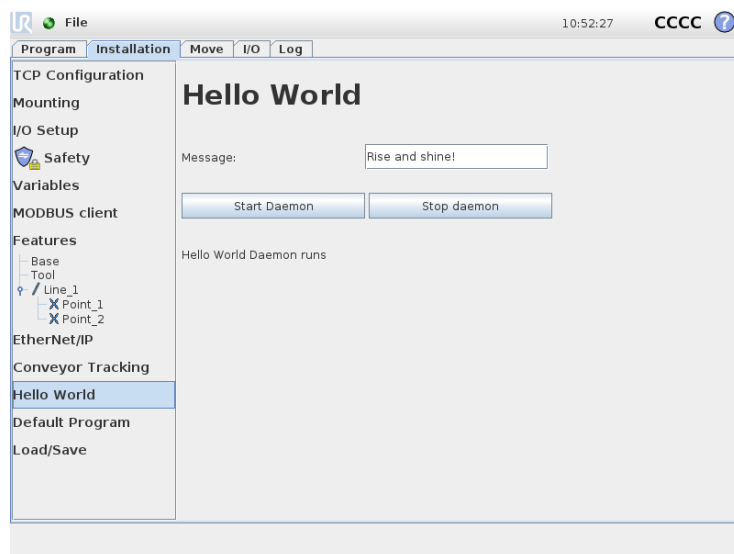 UR File 10:52:27 CCCC ?
Program Installation Move I/O Log
TCP Configuration
Mounting
I/O Setup
Safety
Variables
MODBUS client
Features
Base
Tool
Line_1
Point_1
Point_2
EtherNet/IP
Conveyor Tracking
Hello World
Default Program
Load/Save
Hello World
Message: Rise and shine!
Start Daemon Stop daemon
Hello World Daemon runs